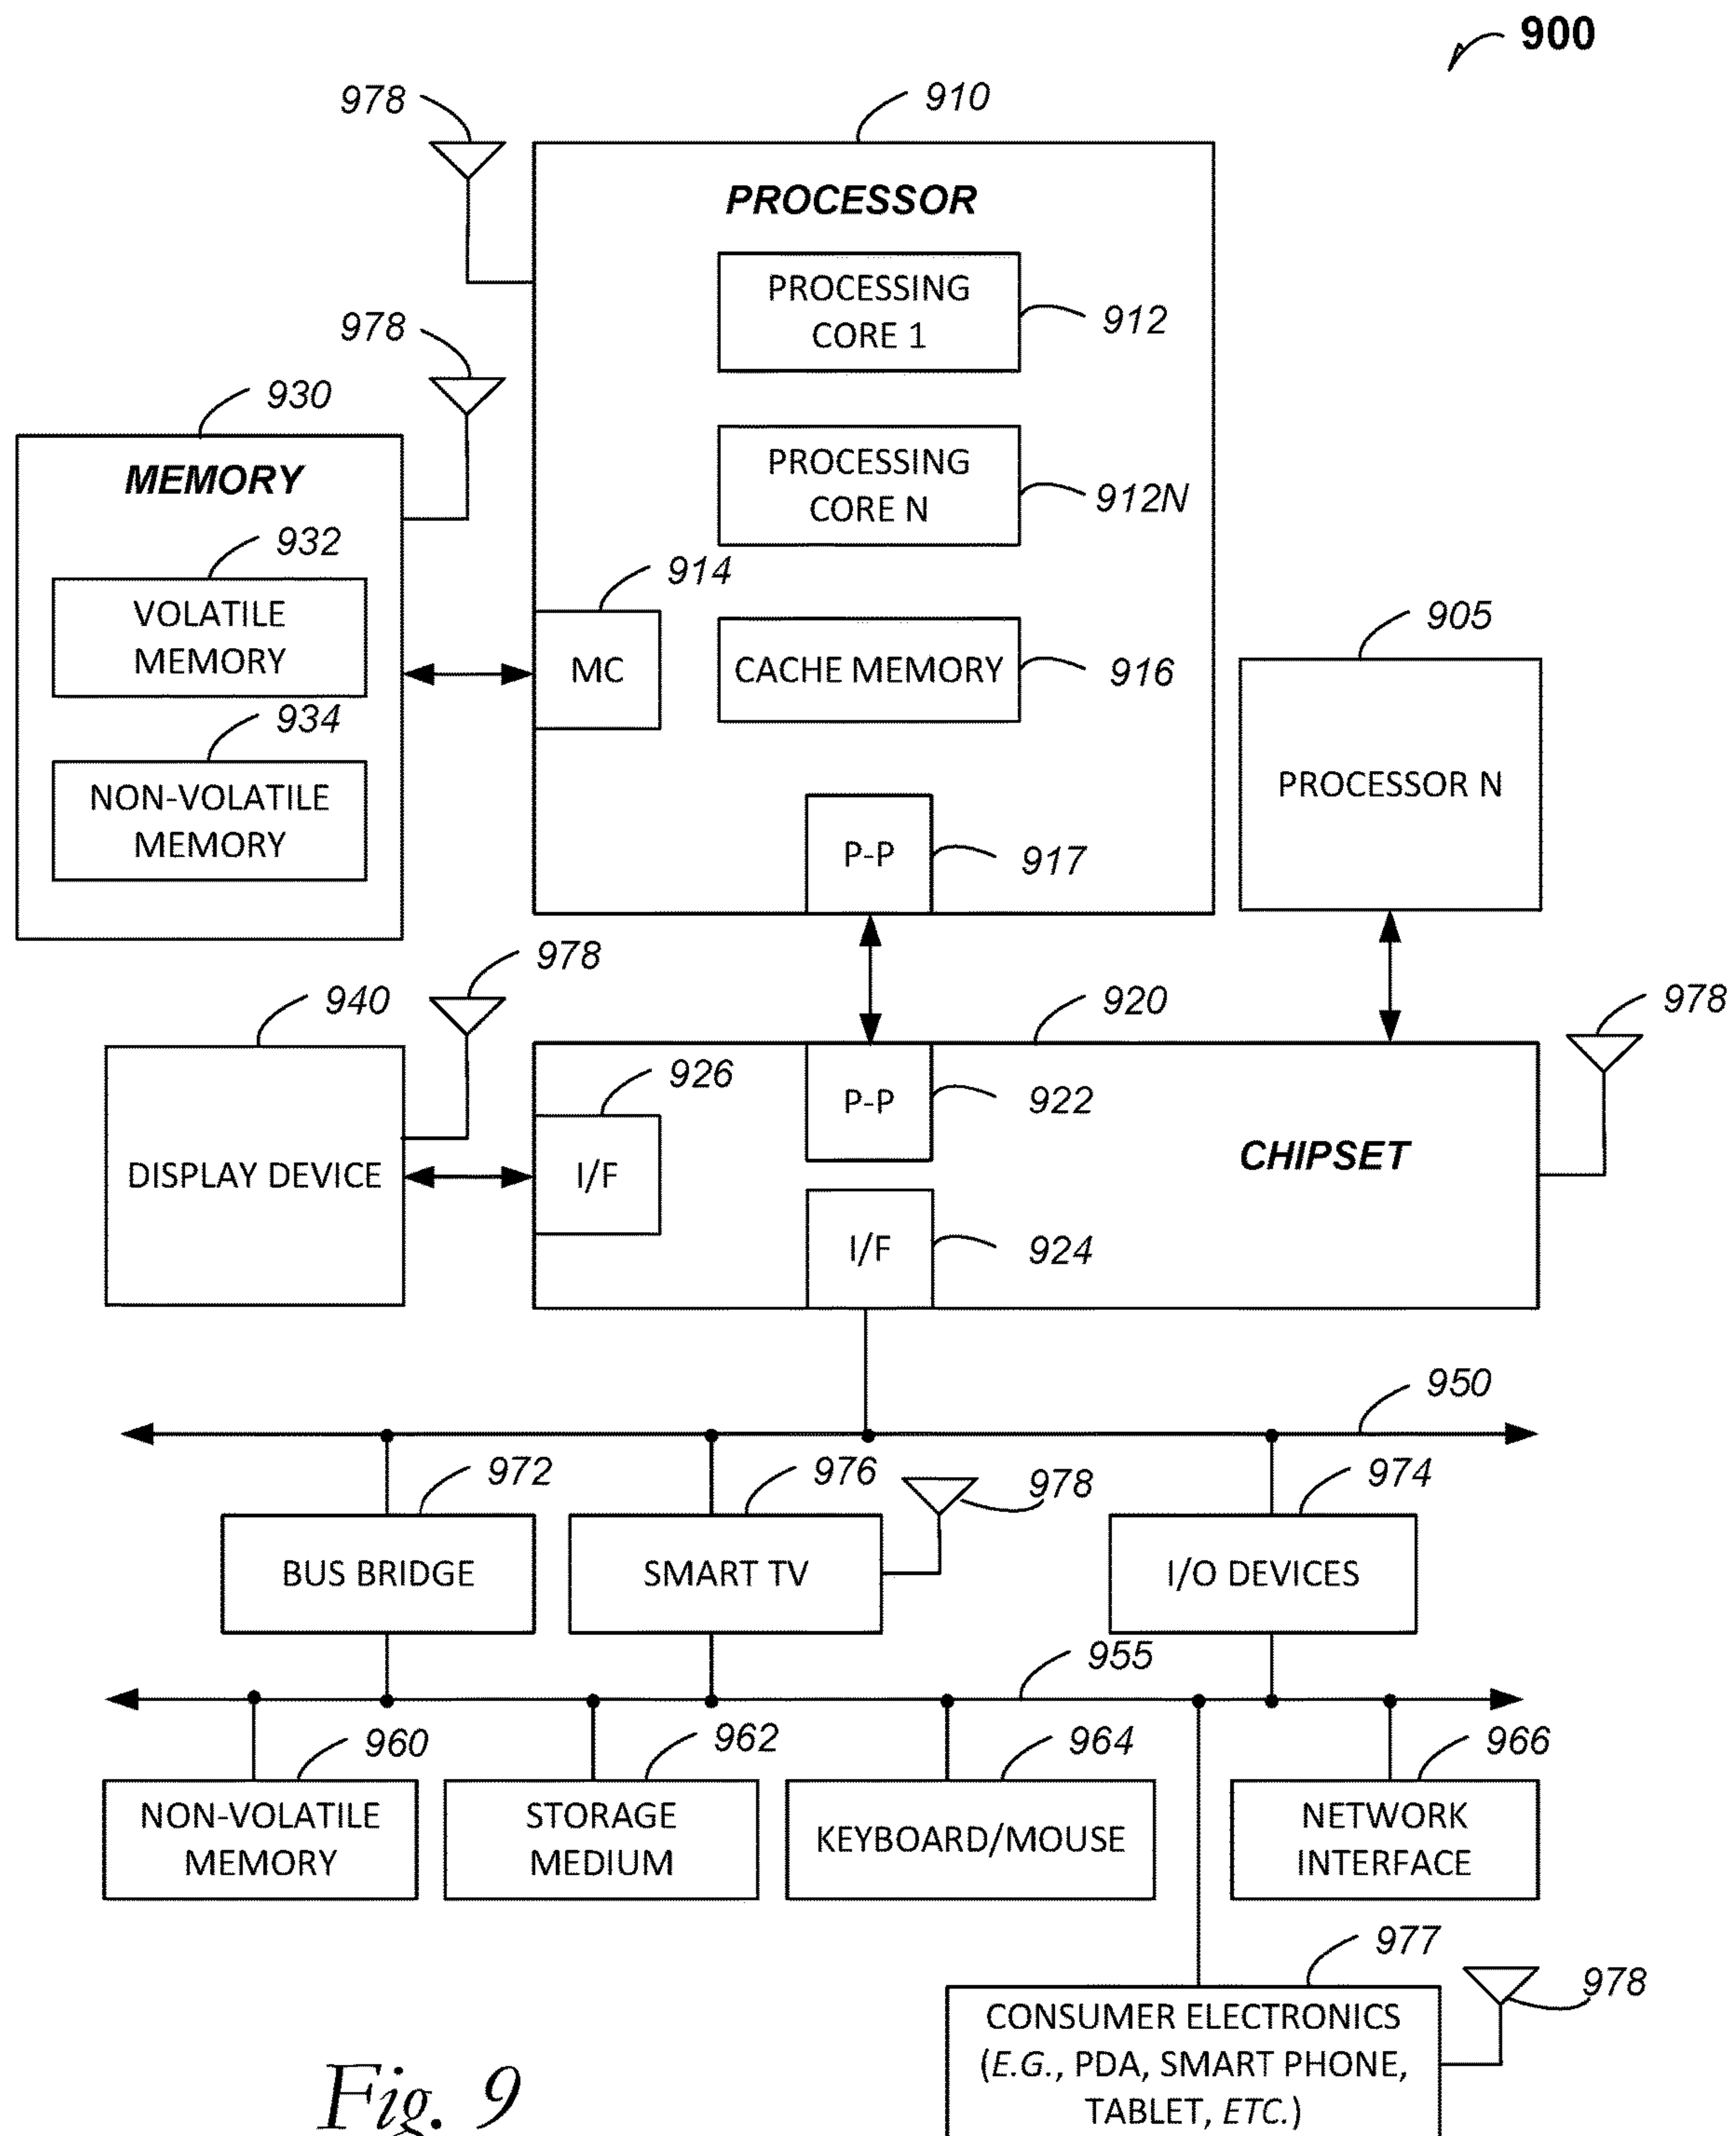 900
978
910
PROCESSOR
PROCESSING
CORE 1
912
978
930
MEMORY
PROCESSING
CORE N
912N
932
VOLATILE
MEMORY
914
MC
CACHE MEMORY
916
905
PROCESSOR N
934
NON-VOLATILE
MEMORY
P-P
917
978
940
DISPLAY DEVICE
926
I/F
920
P-P
922
978
CHIPSET
I/F
924
950
972
BUS BRIDGE
976
SMART TV
978
974
I/O DEVICES
955
960
NON-VOLATILE
MEMORY
962
STORAGE
MEDIUM
964
KEYBOARD/MOUSE
966
NETWORK
INTERFACE
977
CONSUMER ELECTRONICS
(E.G., PDA, SMART PHONE,
TABLET, ETC.)
978
Fig. 9